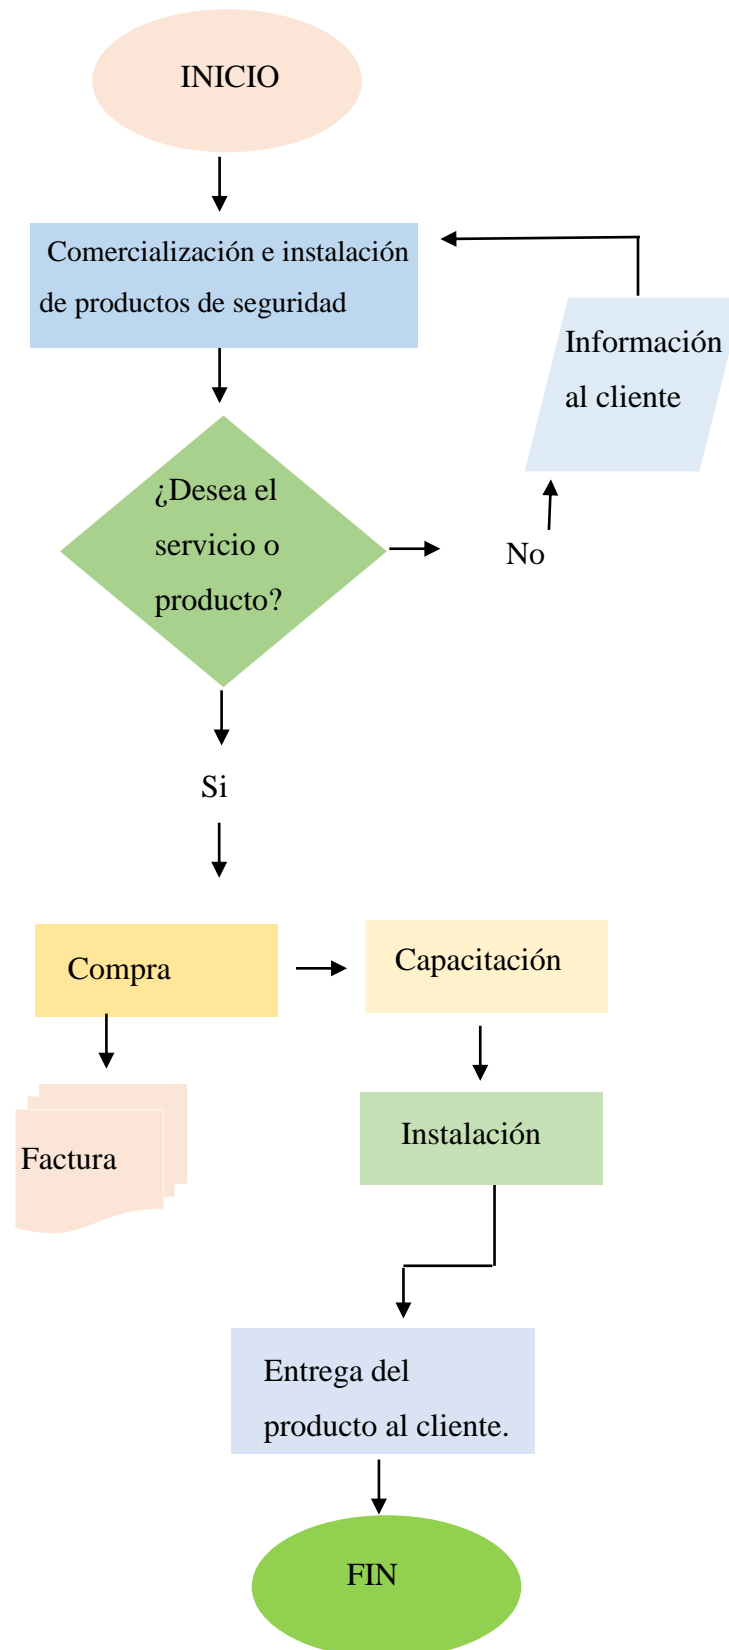 INICIO
Comercialización e instalación
de productos de seguridad
Información
al cliente
¿Desea el
servicio o
producto?
No
Si
Compra
Capacitación
Factura
Instalación
Entrega del
producto al cliente.
FIN